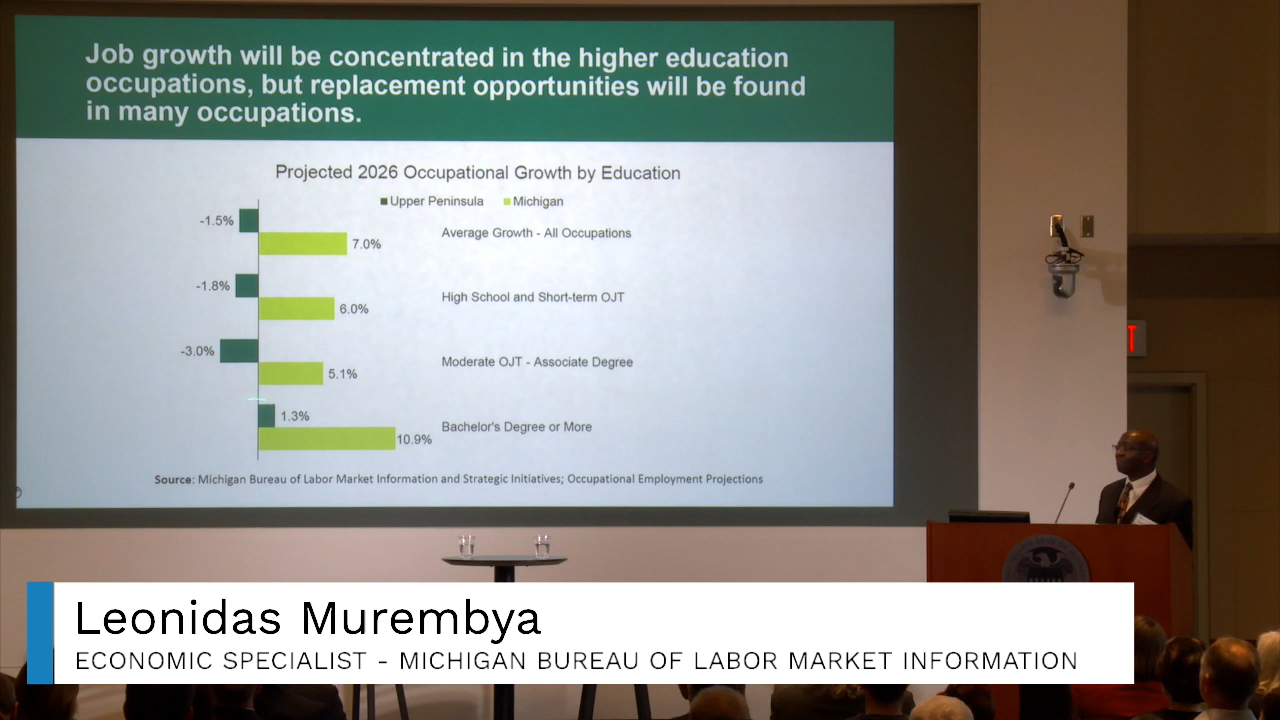 Job growth will be concentrated in the higher education
occupations, but replacement opportunities will be found
in many occupations.
Projected 2026 Occupational Growth by Education
Upper Peninsula Michigan
-1.5%
7.0%
Average Growth - All Occupations
-1.8%
6.0%
High School and Short-term OJT
-3.0%
5.1%
Moderate OJT - Associate Degree
1.3%
10.9%
Bachelor's Degree or More
Source: Michigan Bureau of Labor Market Information and Strategic Initiatives; Occupational Employment Projections
Leonidas Murembya
ECONOMIC SPECIALIST - MICHIGAN BUREAU OF LABOR MARKET INFORMATION